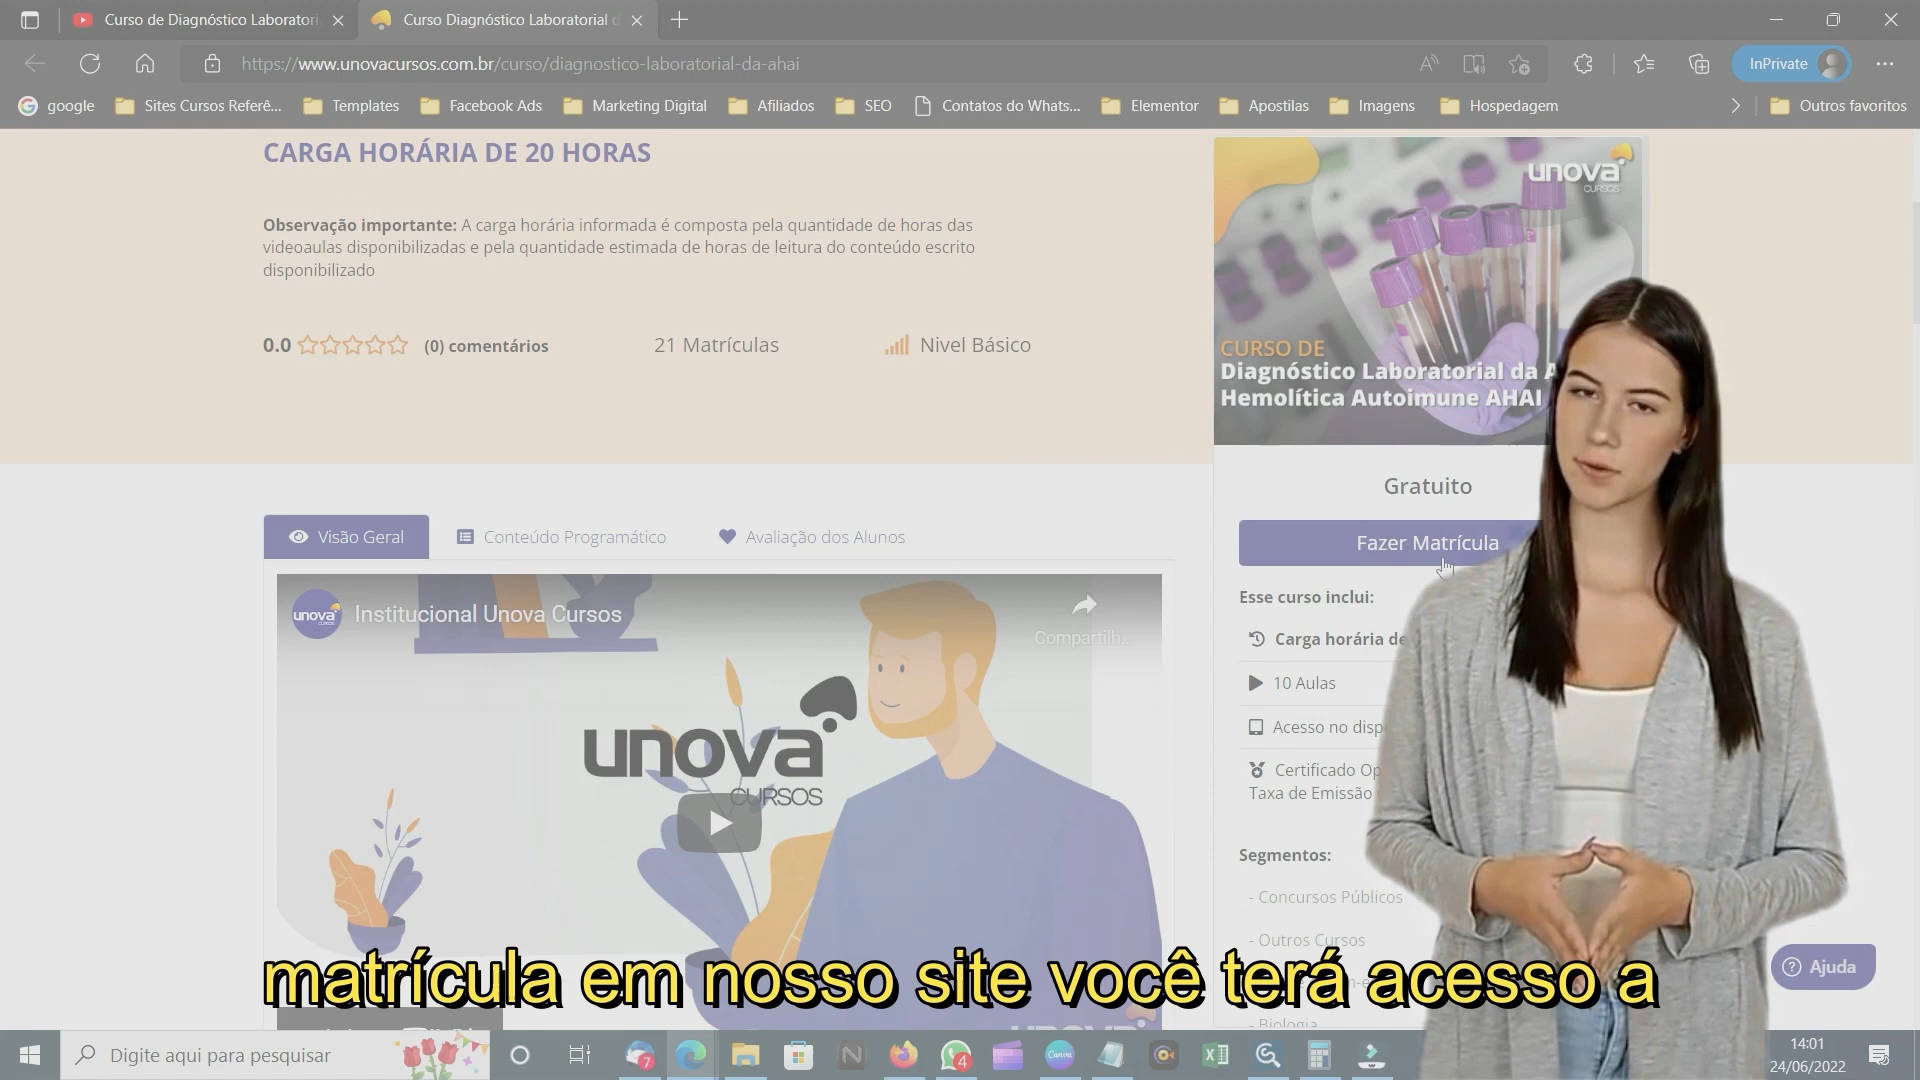 Curso de Diagnóstico Laboratori
Curso Diagnóstico Laboratorial d
https://www.unovacursos.com.br/curso/diagnostico-laboratorial-da-ahai
InPrivate
google
Sites Cursos Referê...
Templates
Facebook Ads
Marketing Digital
Afiliados
SEO
Contatos do Whats...
Elementor
Apostilas
Imagens
Hospedagem
Outros favoritos
CARGA HORÁRIA DE 20 HORAS
Observação importante: A carga horária informada é composta pela quantidade de horas das
videoaulas disponibilizadas e pela quantidade estimada de horas de leitura do conteúdo escrito
disponibilizado
0.0
(0) comentários
21 Matrículas
Nivel Básico
unova
CURSOS
CURSO DE
Diagnóstico Laboratorial da A
Hemolítica Autoimune AHAI
Gratuito
Fazer Matrícula
Visão Geral
Conteúdo Programático
Avaliação dos Alunos
unova
Institucional Unova Cursos
Compartilh...
unova
CURSOS
Esse curso inclui:
Carga horária de
10 Aulas
Acesso no disp
Certificado Op
Taxa de Emissão
Segmentos:
- Concursos Públicos
- Outros Cursos
- Biologia
matrícula em nosso site você terá acesso a
Ajuda
Digite aqui para pesquisar
7
4
Canva
14:01
24/06/2022